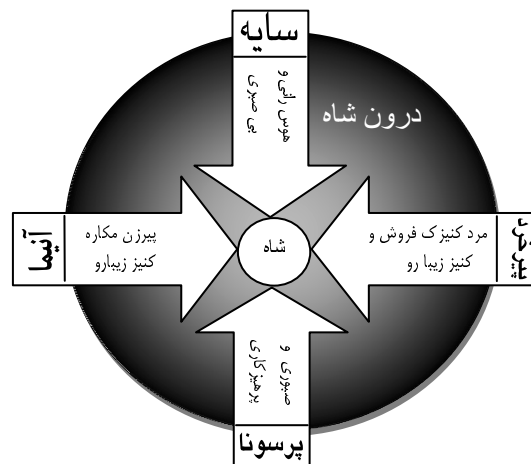 سایه
هوس رانی و
بی صبری
درون شاه
پیرخرد
مرد کنیزک فروش و
کنیز زیبا رو
شاه
آنیما
پیرزن مکاره
کنیز زیبارو
صبوری و
پرهیزکاری
پرسونا